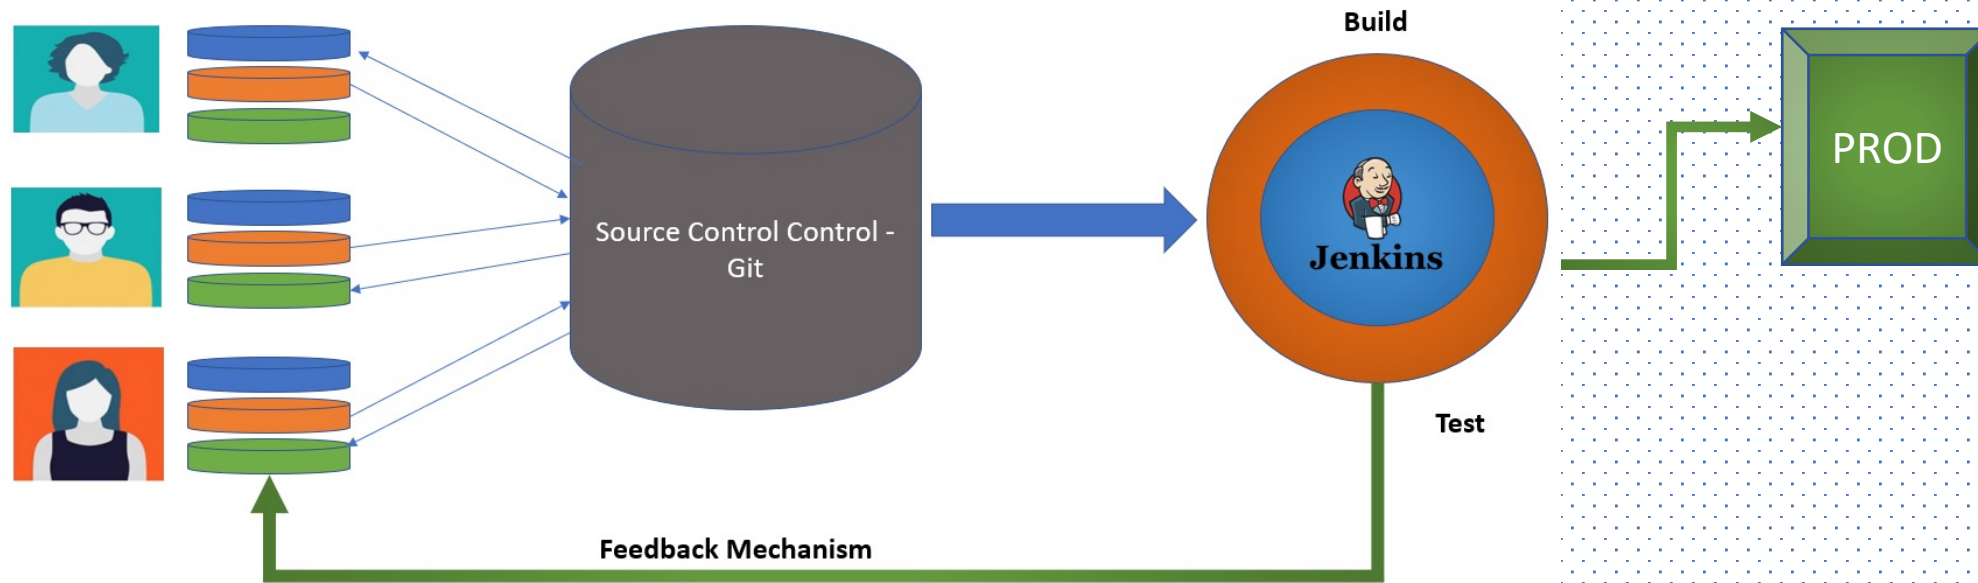 Build
Source Control Control -
Git
Jenkins
PROD
Test
Feedback Mechanism